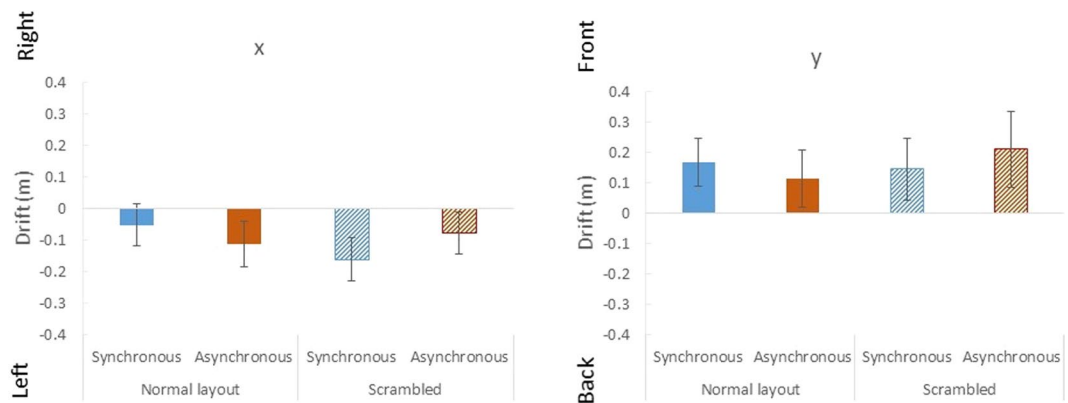 Right
x
0.4
0.3
0.2
0.1
0
-0.1
-0.2
-0.3
-0.4
Drift (m)
Synchronous Asynchronous Synchronous Asynchronous
Normal layout Scrambled
Left
Front
y
0.4
0.3
0.2
0.1
0
-0.1
-0.2
-0.3
-0.4
Drift (m)
Synchronous Asynchronous Synchronous Asynchronous
Normal layout Scrambled
Back